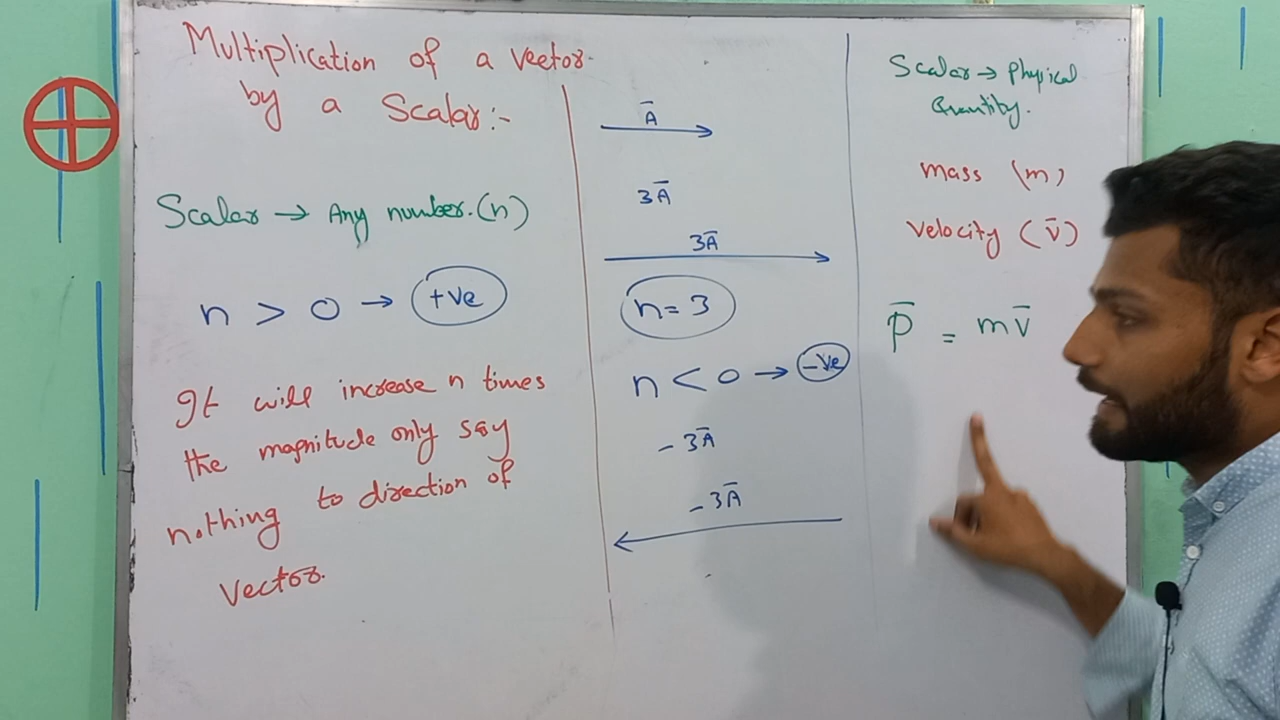 Multiplication of a vector
by a Scalar:-
Scalar → Any number.(n)
n > 0 → +ve
It will increase n times
the magnitude only say
nothing to direction of
Vector.
A̅
3A̅
3A̅
n = 3
n < 0 → -ve
- 3A̅
- 3A̅
Scalar → Physical
Quantity.
mass (m)
velocity (v̅)
P̅ = mv̅